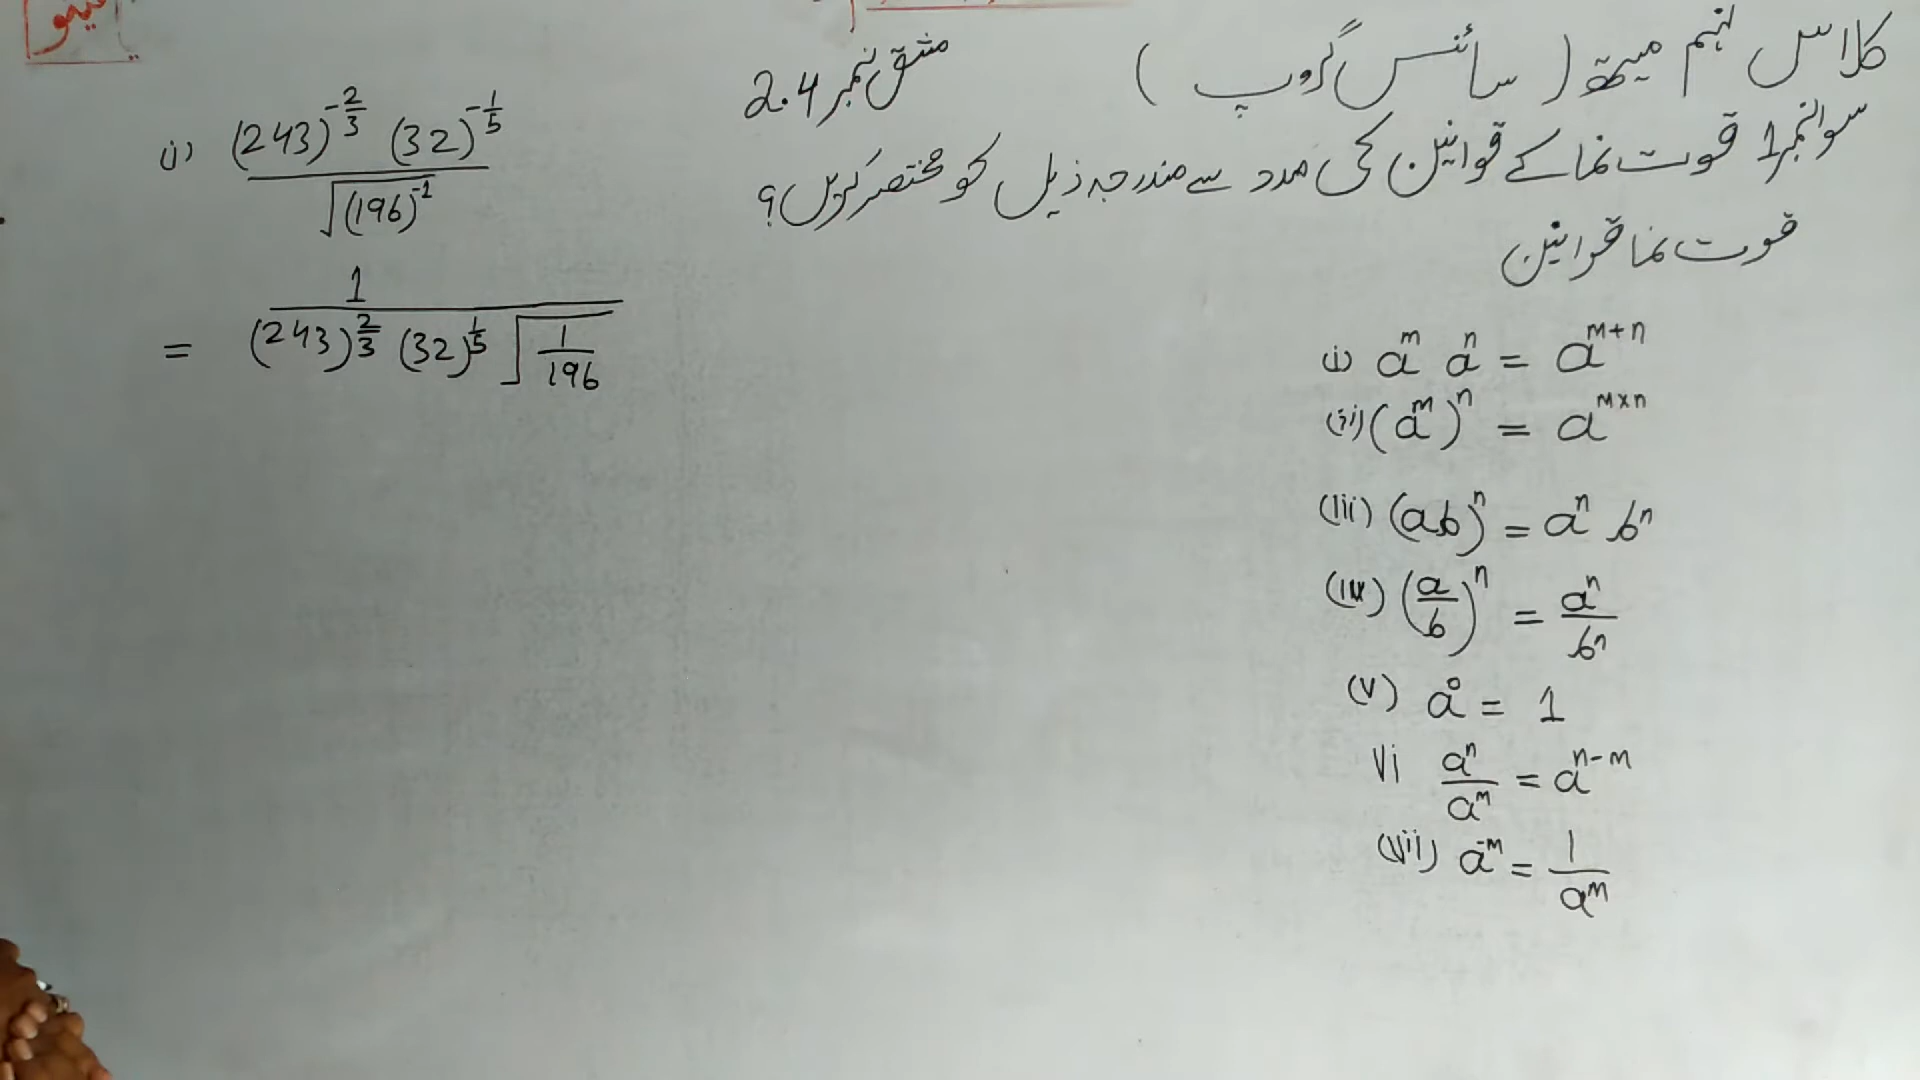 کلاس نہم میتھ (سائنس گروپ) مشق نمبر 2.4
سوالنمبر 1 قوت نما کے قوانین کی مدد سے مندرجہ ذیل کو مختصر کریں؟
قوت نما قوانین
(i) a^m a^n = a^{m+n}
(ii) (a^m)^n = a^{m×n}
(iii) (ab)^n = a^n b^n
(iv) (a/b)^n = a^n/b^n
(v) a^0 = 1
vi a^n/a^m = a^{n-m}
(vii) a^{-m} = 1/a^m
(i) (243)^{-2/3} (32)^{-1/5} / √(196)^{-1}
= 1 / (243)^{2/3} (32)^{1/5} √(1/196)